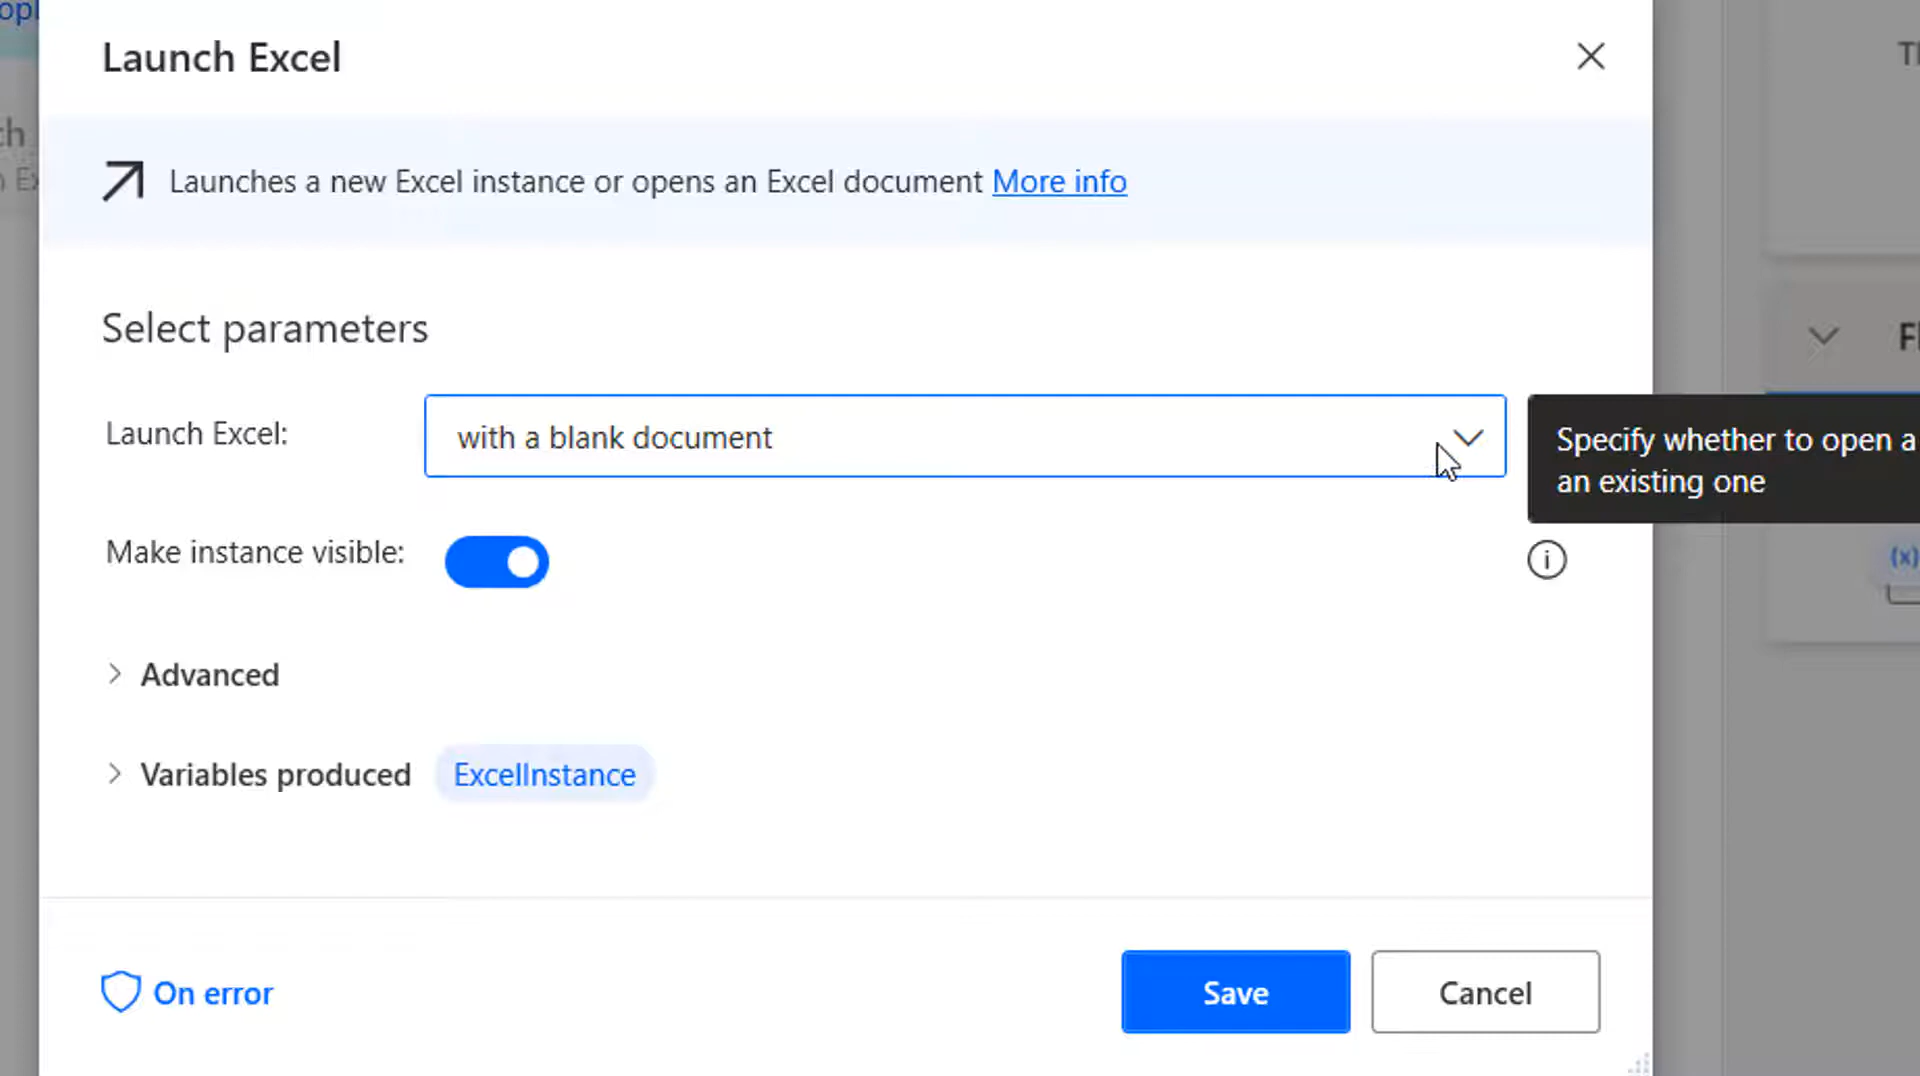 Launch Excel
Launches a new Excel instance or opens an Excel document More info
Select parameters
Launch Excel:
with a blank document
Specify whether to open a
an existing one
Make instance visible:
Advanced
Variables produced
ExcelInstance
On error
Save
Cancel
(x)